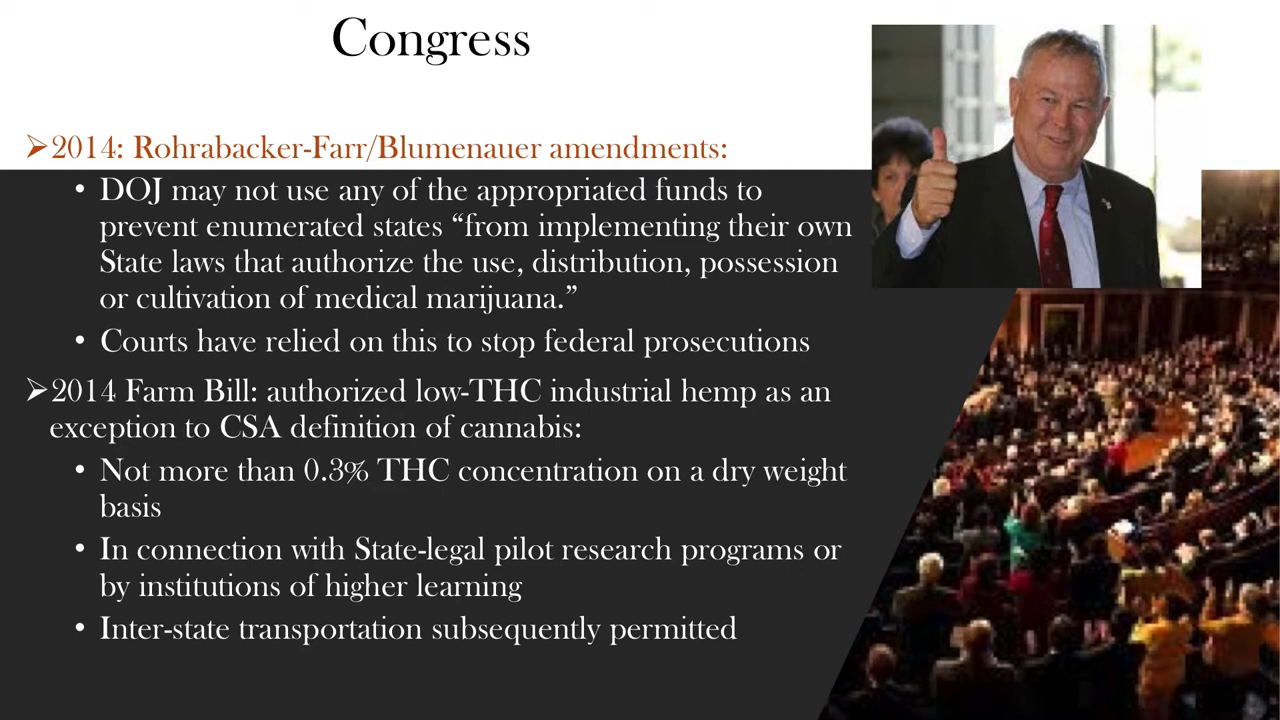 Congress
➢2014: Rohrabacker-Farr/Blumenauer amendments:
• DOJ may not use any of the appropriated funds to
prevent enumerated states “from implementing their own
State laws that authorize the use, distribution, possession
or cultivation of medical marijuana.”
• Courts have relied on this to stop federal prosecutions
➢2014 Farm Bill: authorized low-THC industrial hemp as an
exception to CSA definition of cannabis:
• Not more than 0.3% THC concentration on a dry weight
basis
• In connection with State-legal pilot research programs or
by institutions of higher learning
• Inter-state transportation subsequently permitted